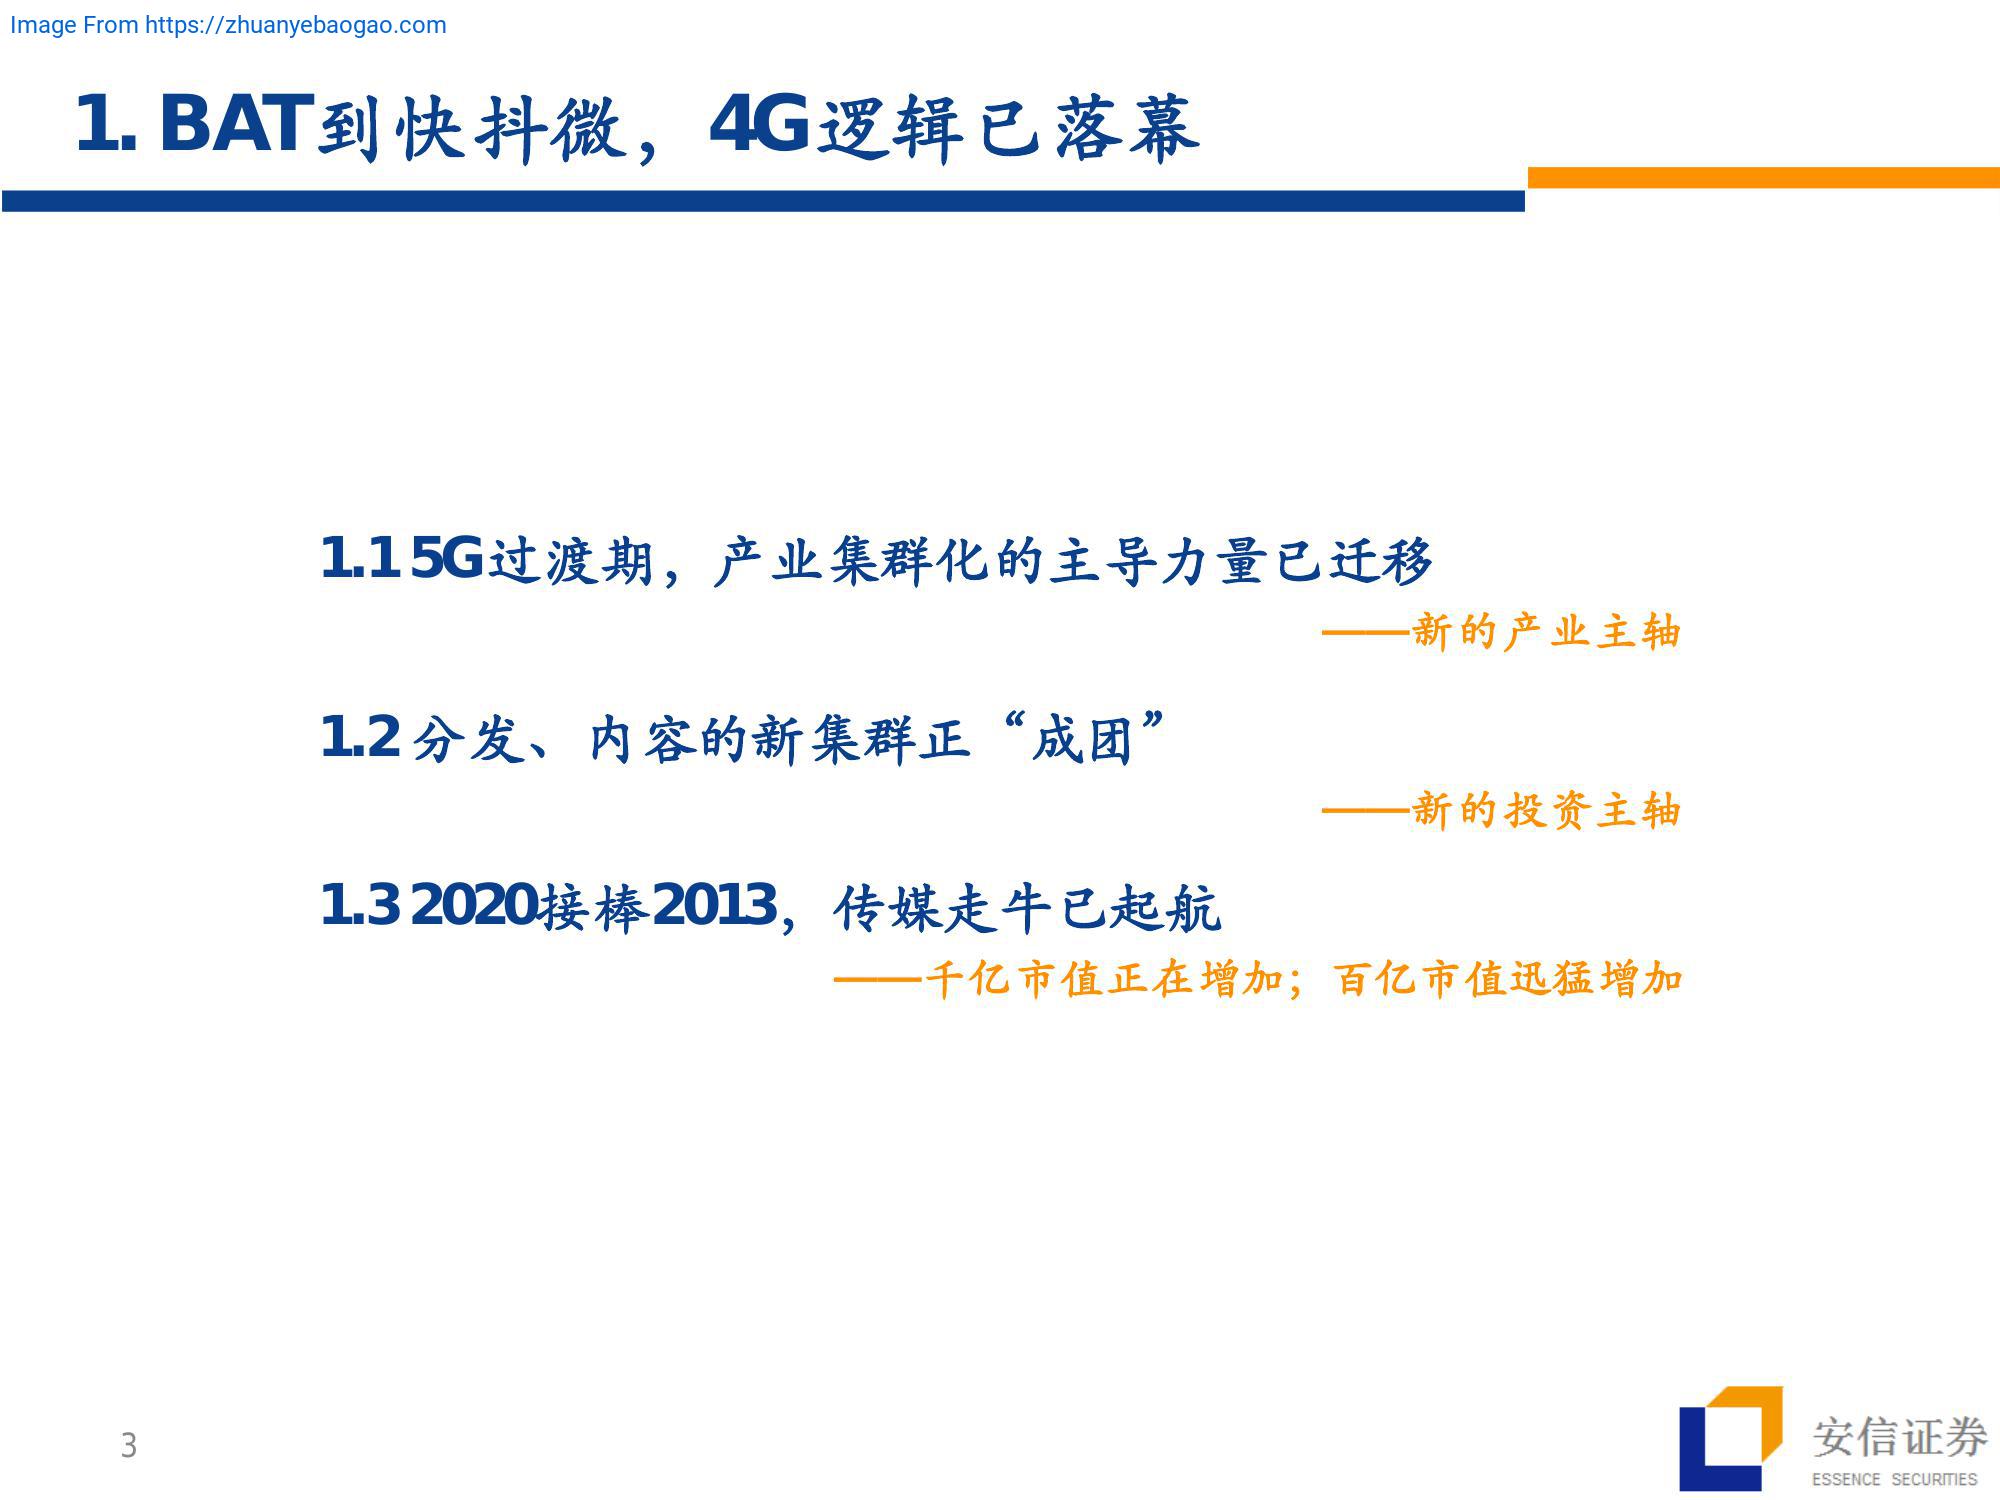 Image From https://zhuanyebaogao.com
1. BAT到快抖微，4G逻辑已落幕
1.1 5G过渡期，产业集群化的主导力量已迁移
——新的产业主轴
1.2 分发、内容的新集群正“成团”
——新的投资主轴
1.3 2020接棒2013，传媒走牛已起航
——千亿市值正在增加；百亿市值迅猛增加
3
安信证券
ESSENCE SECURITIES